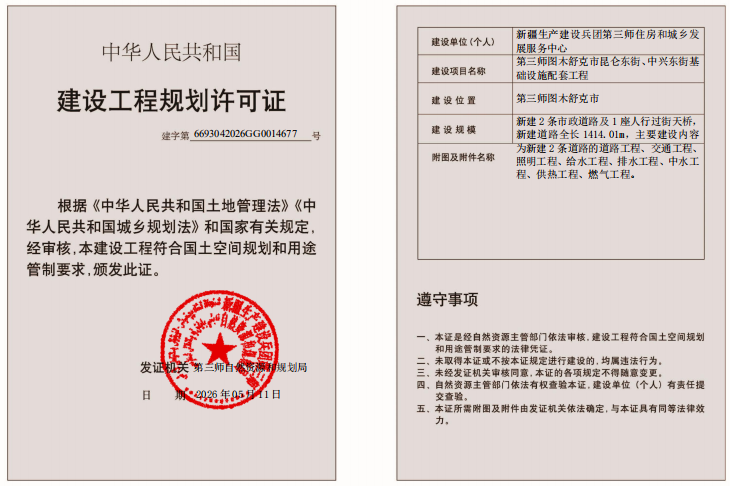 中华人民共和国
建设工程规划许可证
建字第 6693042026GG0014677 号
根据《中华人民共和国土地管理法》《中
华人民共和国城乡规划法》和国家有关规定,
经审核,本建设工程符合国土空间规划和用途
管制要求,颁发此证。
发证机关 第三师自然资源和规划局
日 期 2026年05月11日
建设单位(个人)
新疆生产建设兵团第三师住房和城乡发
展服务中心
建设项目名称
第三师图木舒克市昆仑东街、中兴东街基
础设施配套工程
建设位置
第三师图木舒克市
建设规模
新建2条市政道路及1座人行过街天桥,
新建道路全长1414.01m,主要建设内容
附图及附件名称
为新建2条道路的道路工程、交通工程、
照明工程、给水工程、排水工程、中水工
程、供热工程、燃气工程。
遵守事项
一、本证是经自然资源主管部门依法审核,建设工程符合国土空间规划
和用途管制要求的法律凭证。
二、未取得本证或不按本证规定进行建设的,均属违法行为。
三、未经发证机关审核同意,本证的各项规定不得随意变更。
四、自然资源主管部门依法有权查验本证,建设单位(个人)有责任提
交查验。
五、本证所需附图及附件由发证机关依法确定,与本证具有同等法律效
力。